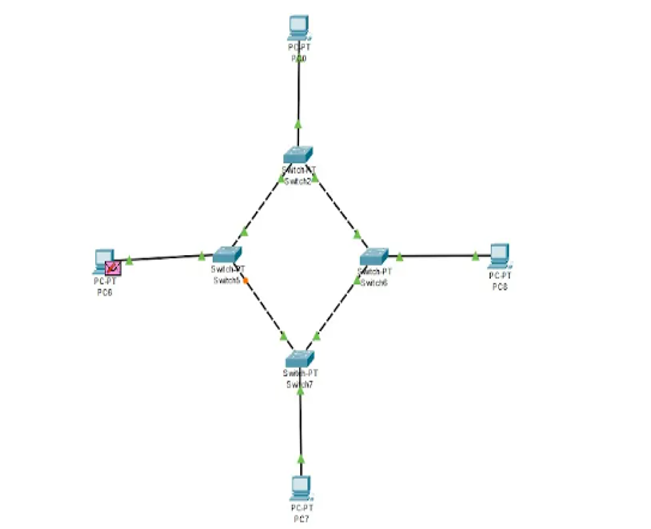 PC-PT
PC0
Switch-PT
Switch2
PC-PT
PC6
Switch-PT
Switch5
Switch-PT
Switch6
PC-PT
PC8
Switch-PT
Switch7
PC-PT
PC7